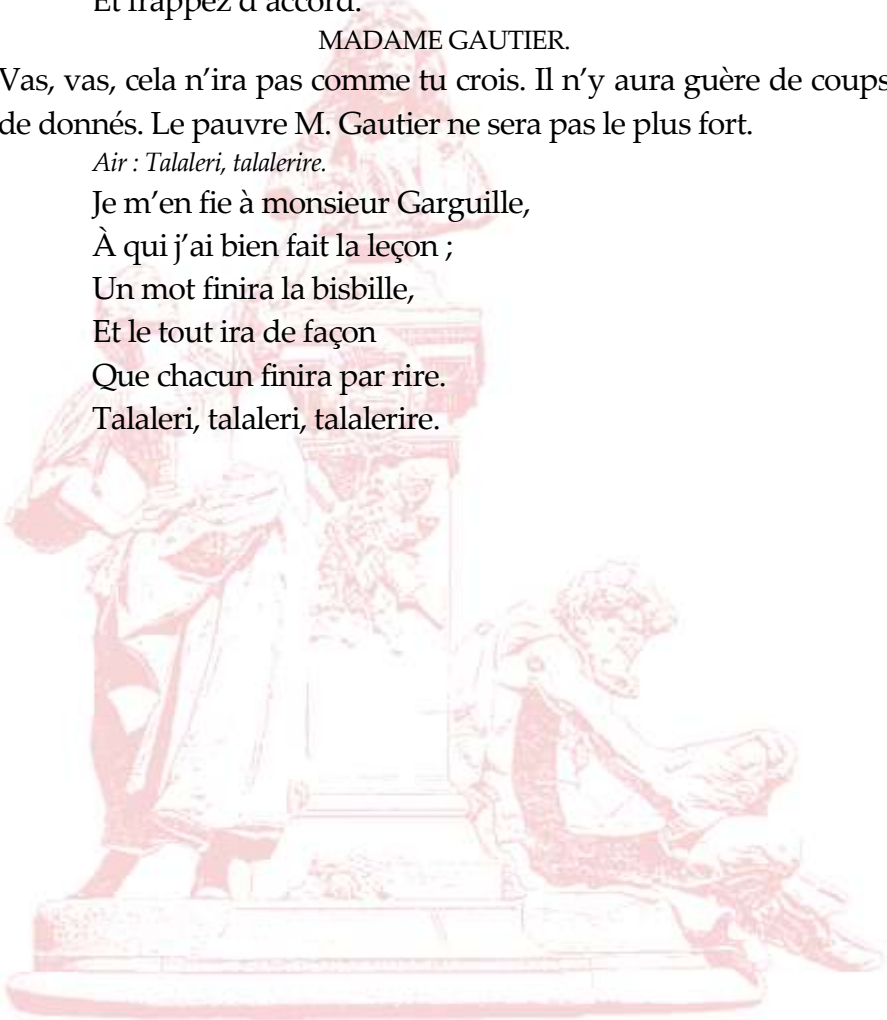 Et frappez d’accord.
MADAME GAUTIER.
Vas, vas, cela n’ira pas comme tu crois. Il n’y aura guère de coups
de donnés. Le pauvre M. Gautier ne sera pas le plus fort.
Air : Talaleri, talalerire.
Je m’en fie à monsieur Garguille,
À qui j’ai bien fait la leçon ;
Un mot finira la bisbille,
Et le tout ira de façon
Que chacun finira par rire.
Talaleri, talaleri, talalerire.